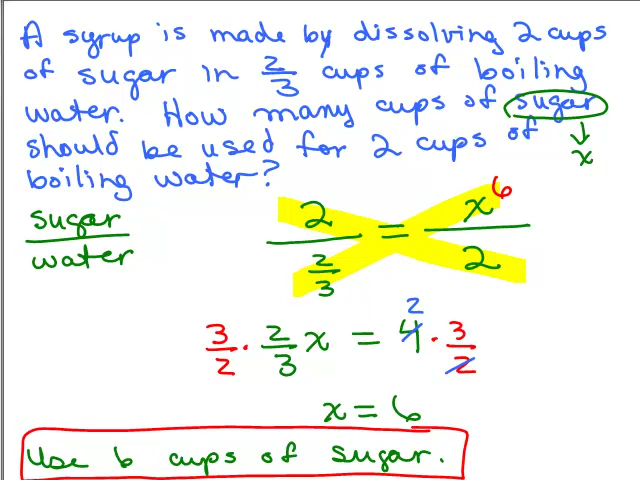 A syrup is made by dissolving 2 cups
of sugar in 2/3 cups of boiling
water. How many cups of sugar
should be used for 2 cups of
boiling water?
x
sugar/water
2/(2/3) = x/2
6
3/2 · 2/3 x = 4 · 3/2
2
x = 6
Use 6 cups of sugar.